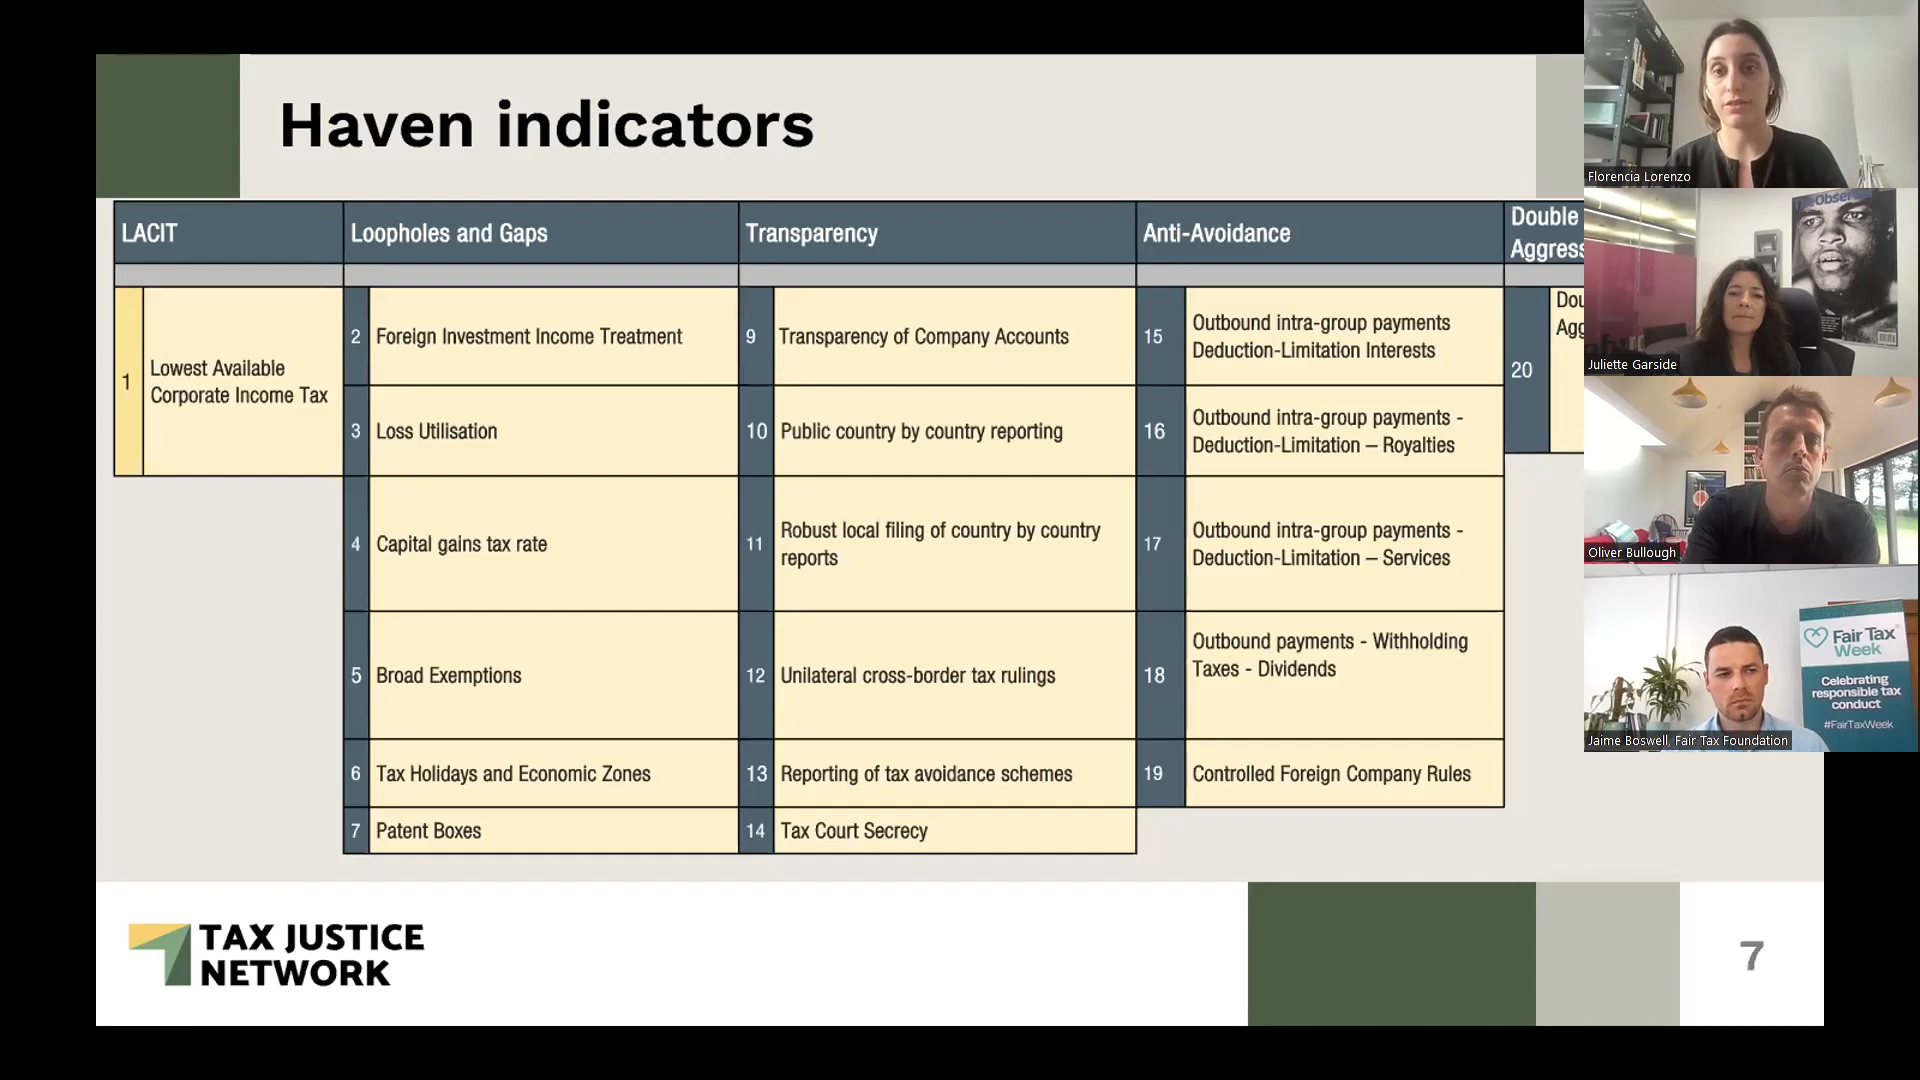 Haven indicators
LACIT
Loopholes and Gaps
Transparency
Anti-Avoidance
Double
Aggress
1
Lowest Available
Corporate Income Tax
2
Foreign Investment Income Treatment
3
Loss Utilisation
4
Capital gains tax rate
5
Broad Exemptions
6
Tax Holidays and Economic Zones
7
Patent Boxes
9
Transparency of Company Accounts
10
Public country by country reporting
11
Robust local filing of country by country
reports
12
Unilateral cross-border tax rulings
13
Reporting of tax avoidance schemes
14
Tax Court Secrecy
15
Outbound intra-group payments
Deduction-Limitation Interests
16
Outbound intra-group payments -
Deduction-Limitation – Royalties
17
Outbound intra-group payments -
Deduction-Limitation – Services
18
Outbound payments - Withholding
Taxes - Dividends
19
Controlled Foreign Company Rules
20
Dou
Agg
TAX JUSTICE
NETWORK
7
Florencia Lorenzo
The Observer
Juliette Garside
Oliver Bullough
Fair Tax
Week
Celebrating
responsible tax
conduct
#FairTaxWeek
Jaime Boswell, Fair Tax Foundation